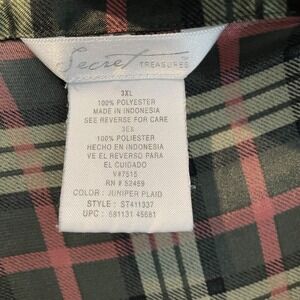 Secret
TREASURES
3XL
100% POLYESTER
MADE IN INDONESIA
SEE REVERSE FOR CARE
3EX
100% POLIESTER
HECHO EN INDONESIA
VE EL REVERSO PARA
EL CUIDADO
V#7515
RN # 52469
COLOR : JUNIPER PLAID
STYLE : ST411337
UPC : 681131 45681